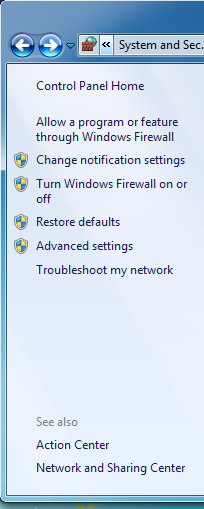 System and Sec
Control Panel Home
Allow a program or feature
through Windows Firewall
Change notification settings
Turn Windows Firewall on or
off
Restore defaults
Advanced settings
Troubleshoot my network
See also
Action Center
Network and Sharing Center